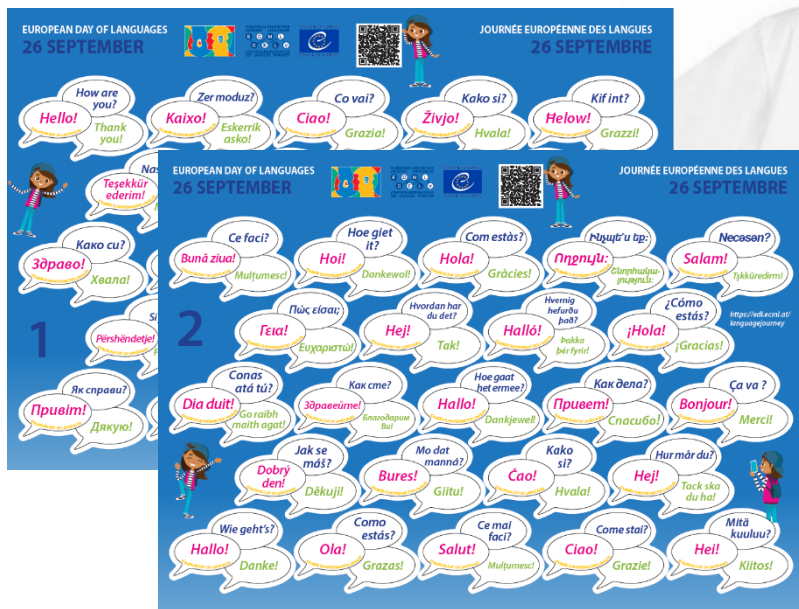 EUROPEAN DAY OF LANGUAGES
26 SEPTEMBER
JOURNÉE EUROPÉENNE DES LANGUES
26 SEPTEMBRE
How are
you?
Hello!
Thank
you!
Zer moduz?
Kaixo!
Eskerrik
asko!
Co vai?
Ciao!
Grazia!
Kako si?
Živjo!
Hvala!
Kif int?
Ħelow!
Grazzi!
Teşekkür
ederim!
Како си?
Здраво!
Хвала!
1
Përshëndetje!
Як справи?
Привіт!
Дякую!
EUROPEAN DAY OF LANGUAGES
26 SEPTEMBER
JOURNÉE EUROPÉENNE DES LANGUES
26 SEPTEMBRE
Ce faci?
Bună ziua!
Mulțumesc!
Hoe giet
it?
Hoi!
Dankewol!
Com estàs?
Hola!
Gràcies!
Ողջույն:
Necəsən?
Salam!
2
Πώς είσαι;
Γεια!
Ευχαριστώ!
Hvordan har
du det?
Hej!
Tak!
Hvernig
hefurðu
það?
Halló!
Þakka
þér fyrir!
¿Cómo
estás?
¡Hola!
¡Gracias!
https://edl.ecml.at/
languagejourney
Conas
atá tú?
Dia duit!
Go raibh
maith agat!
Как сте?
Здравейте!
Благодарим
Ви!
Hoe gaat
het ermee?
Hallo!
Dankjewel!
Как дела?
Привет!
Спасибо!
Ça va ?
Bonjour!
Merci!
Jak se
máš?
Dobrý
den!
Děkuji!
Mo dat
manná?
Bures!
Giitu!
Kako
si?
Ćao!
Hvala!
Hur mår du?
Hej!
Tack ska
du ha!
Wie geht's?
Hallo!
Danke!
Como
estás?
Ola!
Grazas!
Ce mai
faci?
Salut!
Mulțumesc!
Come stai?
Ciao!
Grazie!
Mitä
kuuluu?
Hei!
Kiitos!